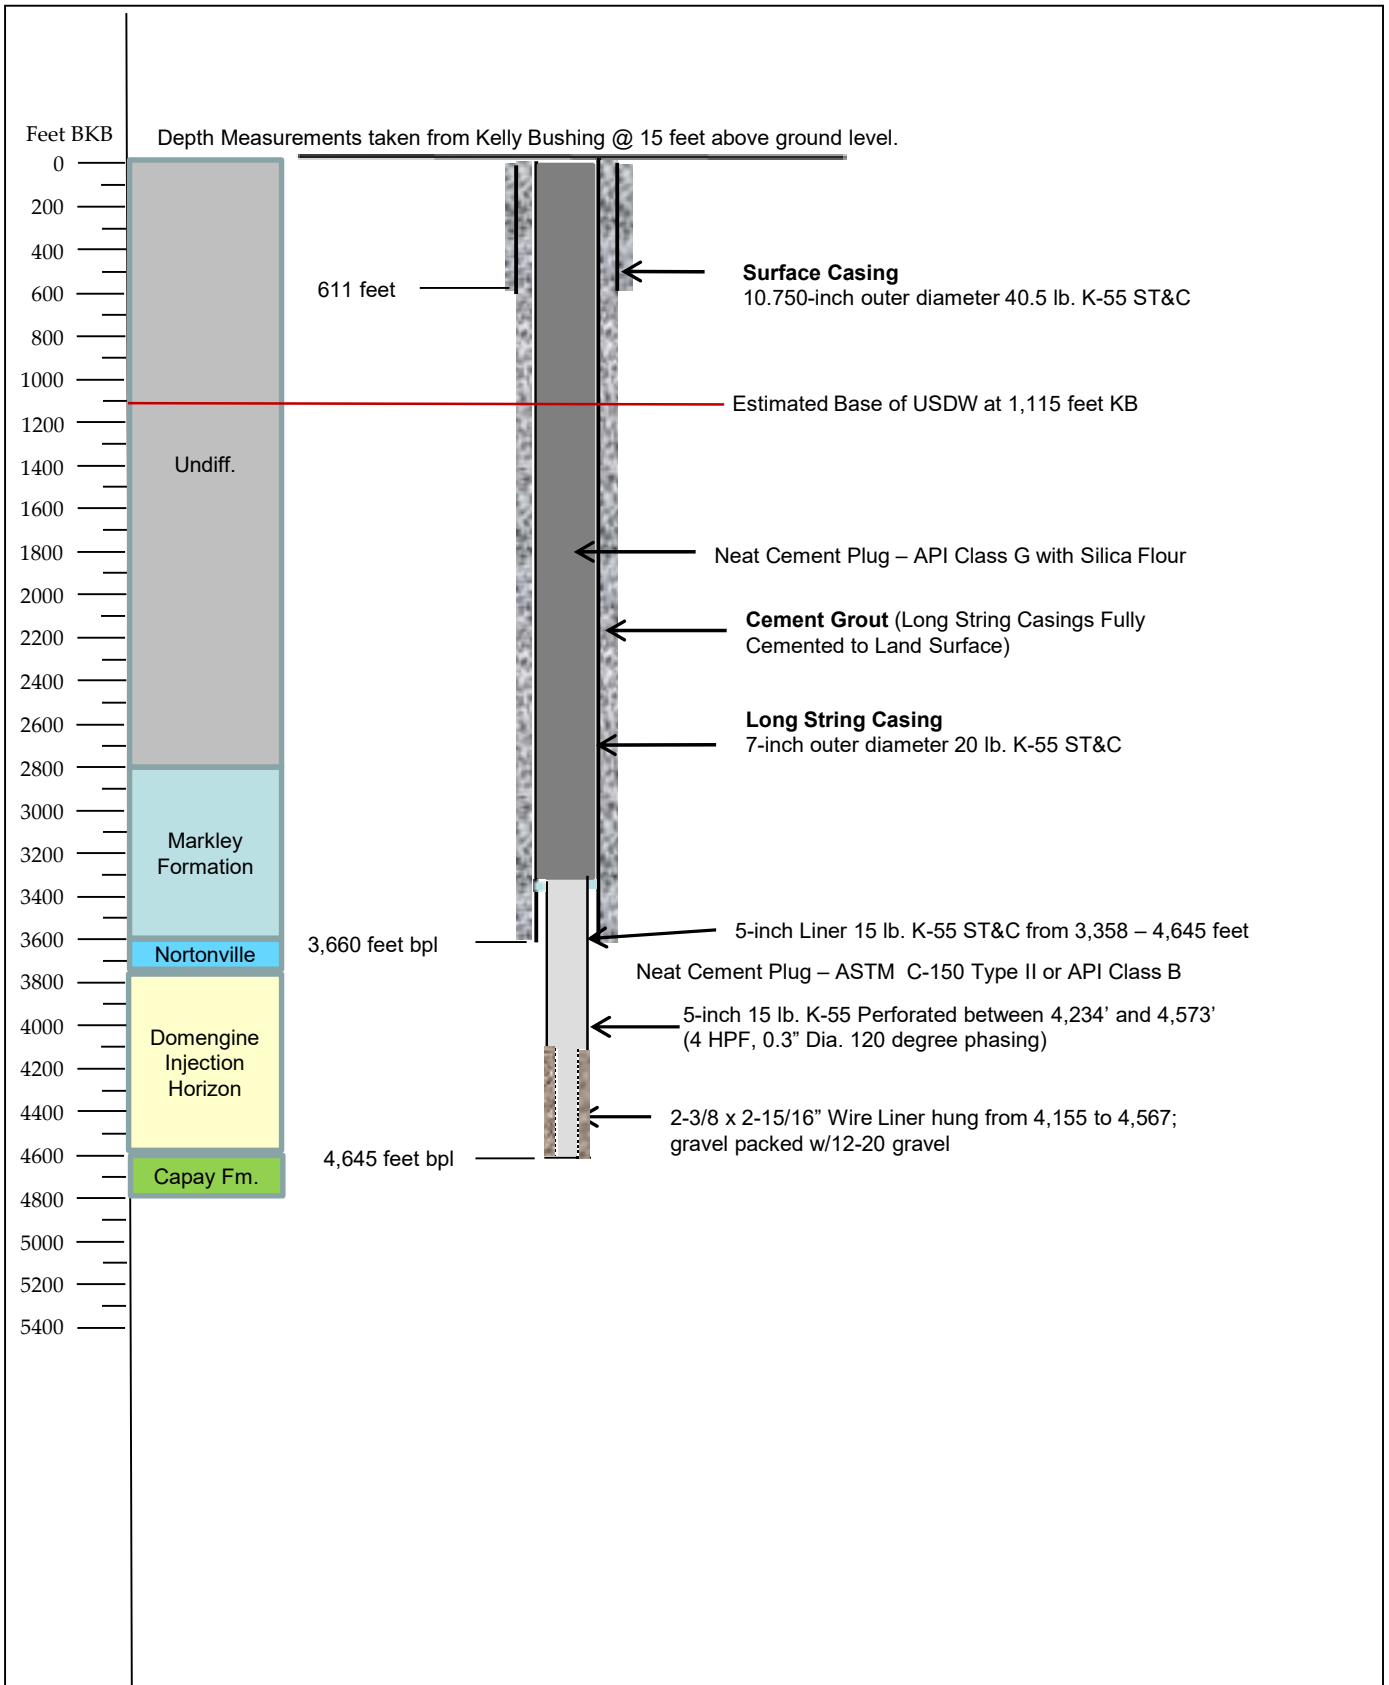 Feet BKB
Depth Measurements taken from Kelly Bushing @ 15 feet above ground level.
0
200
400
600
800
1000
1200
1400
1600
1800
2000
2200
2400
2600
2800
3000
3200
3400
3600
3800
4000
4200
4400
4600
4800
5000
5200
5400
Undiff.
Markley
Formation
Nortonville
Domengine
Injection
Horizon
Capay Fm.
611 feet
3,660 feet bpl
4,645 feet bpl
Surface Casing
10.750-inch outer diameter 40.5 lb. K-55 ST&C
Estimated Base of USDW at 1,115 feet KB
Neat Cement Plug – API Class G with Silica Flour
Cement Grout (Long String Casings Fully
Cemented to Land Surface)
Long String Casing
7-inch outer diameter 20 lb. K-55 ST&C
5-inch Liner 15 lb. K-55 ST&C from 3,358 – 4,645 feet
Neat Cement Plug – ASTM C-150 Type II or API Class B
5-inch 15 lb. K-55 Perforated between 4,234’ and 4,573’
(4 HPF, 0.3” Dia. 120 degree phasing)
2-3/8 x 2-15/16” Wire Liner hung from 4,155 to 4,567;
gravel packed w/12-20 gravel